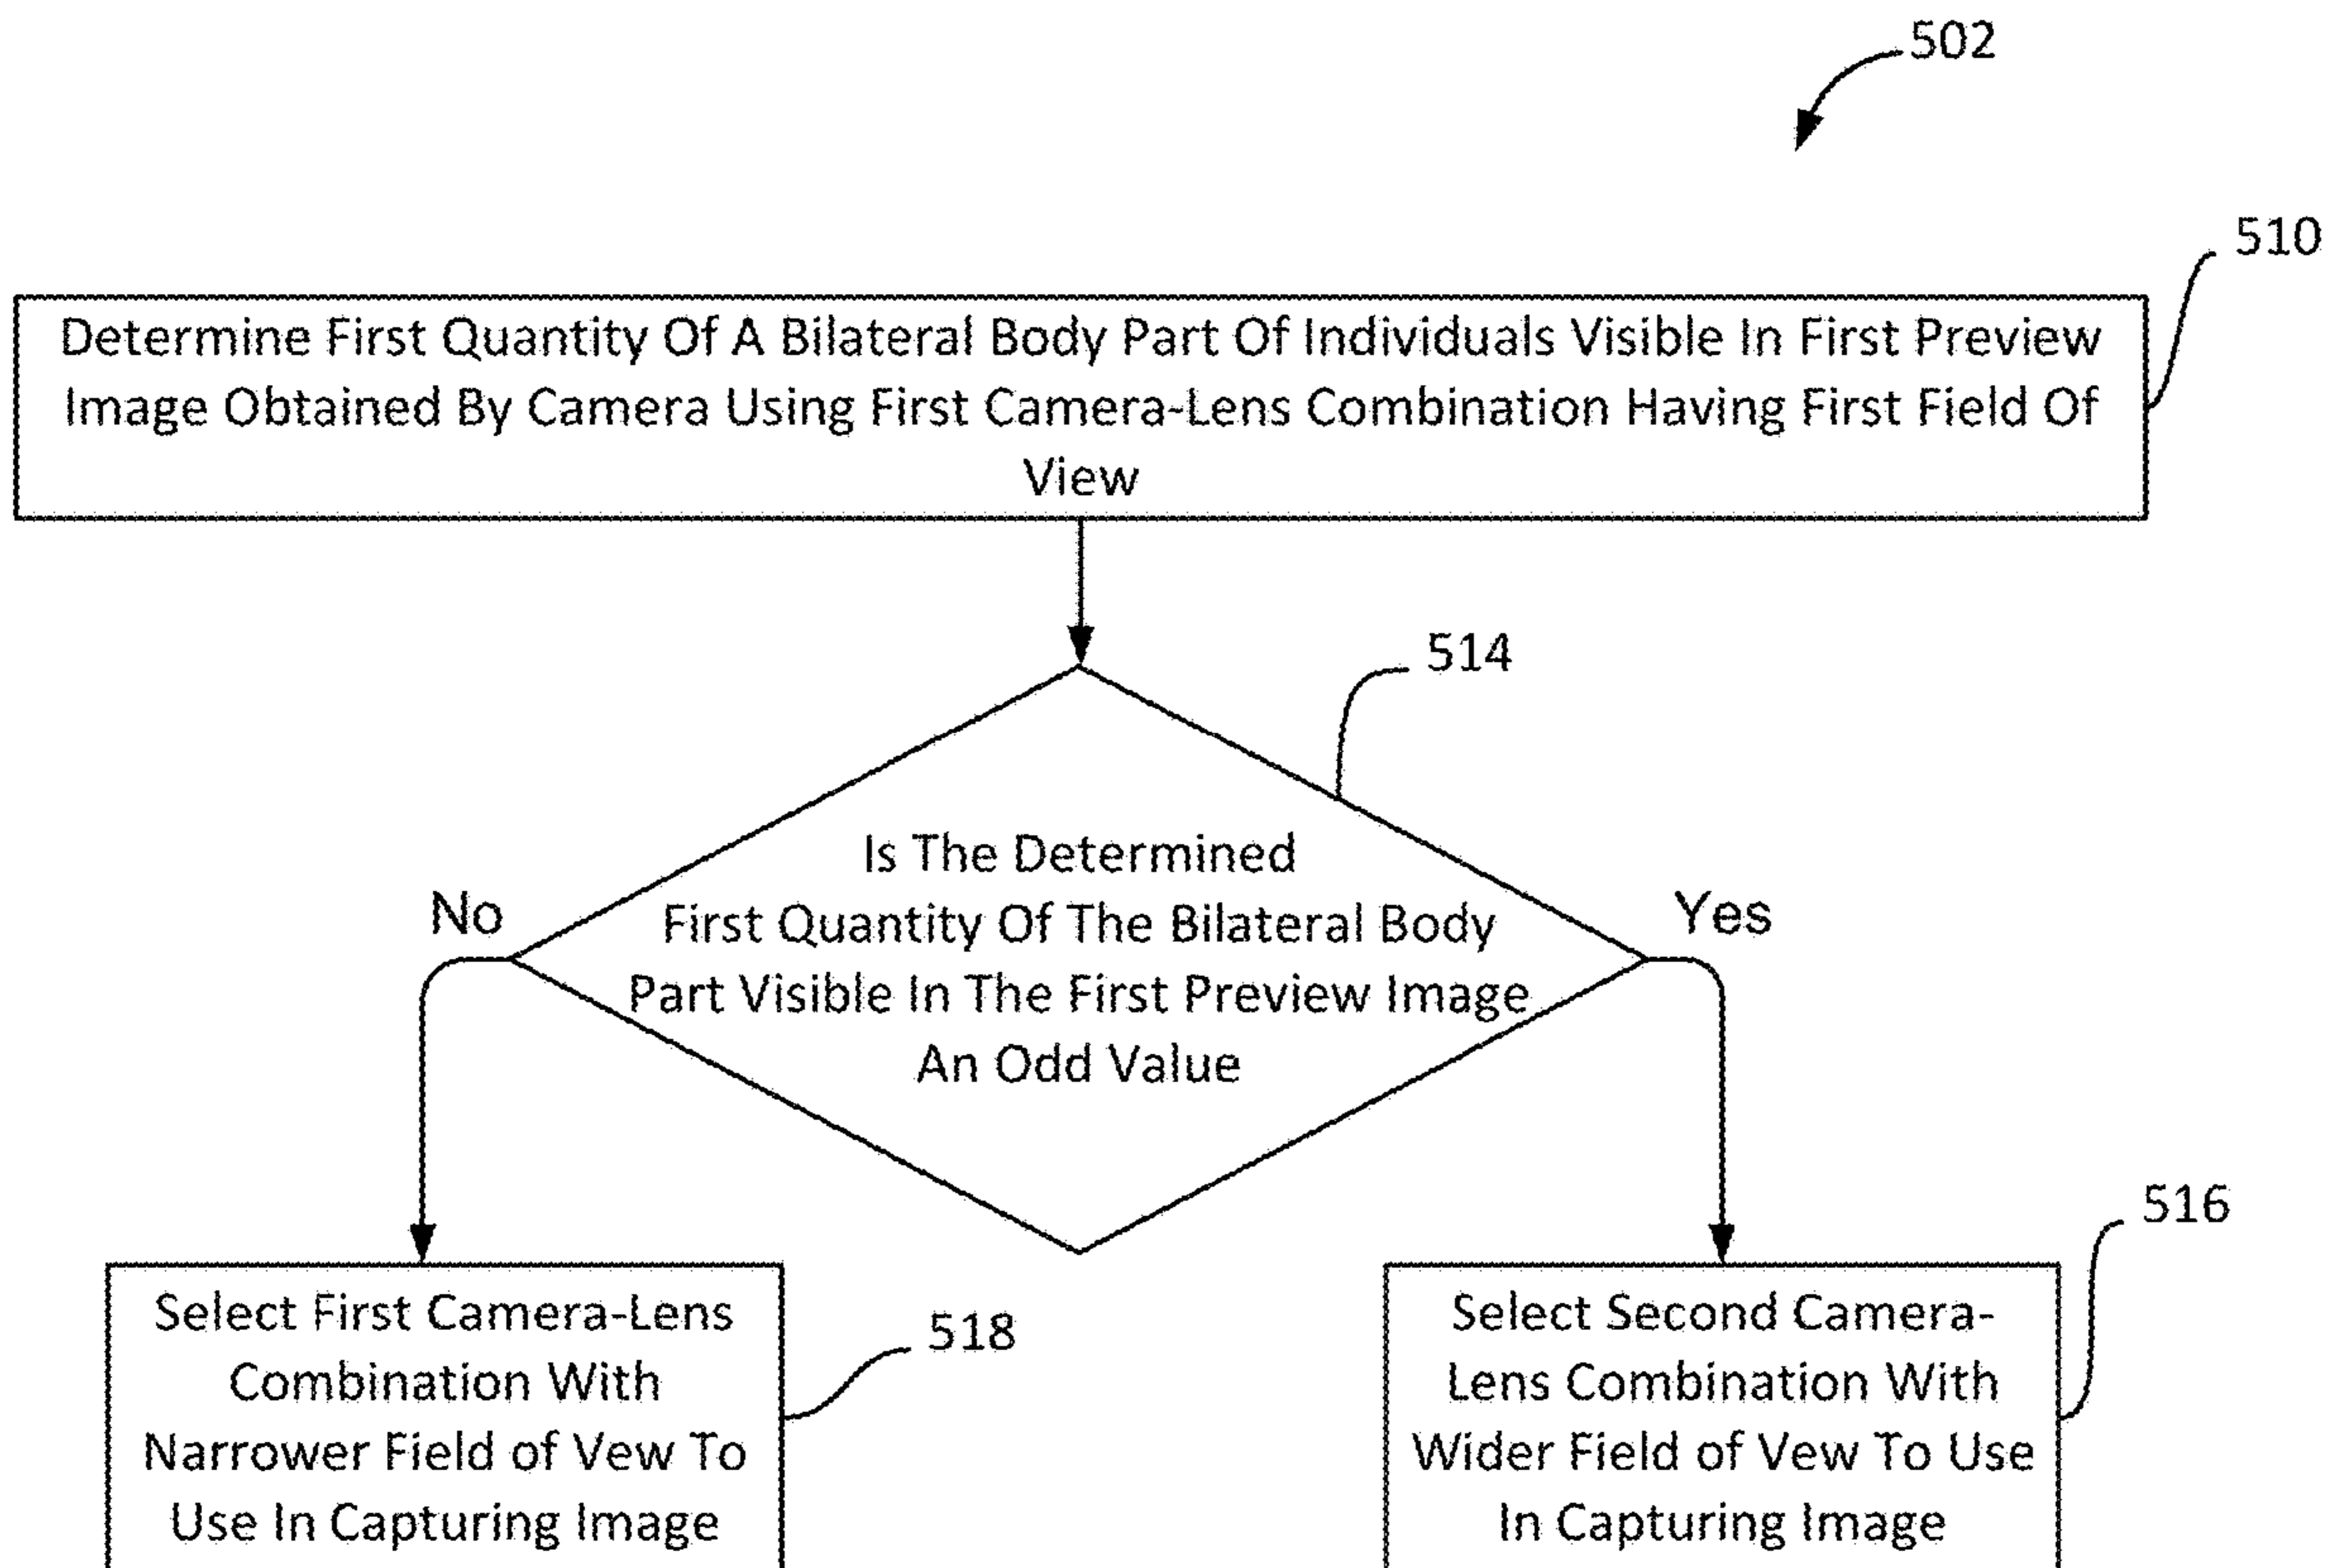 502
510
Determine First Quantity Of A Bilateral Body Part Of Individuals Visible In First Preview
Image Obtained By Camera Using First Camera-Lens Combination Having First Field Of
View
514
Is The Determined
First Quantity Of The Bilateral Body
Part Visible In The First Preview Image
An Odd Value
No
Yes
518
Select First Camera-Lens
Combination With
Narrower Field of Vew To
Use In Capturing Image
516
Select Second Camera-
Lens Combination With
Wider Field of Vew To Use
In Capturing Image